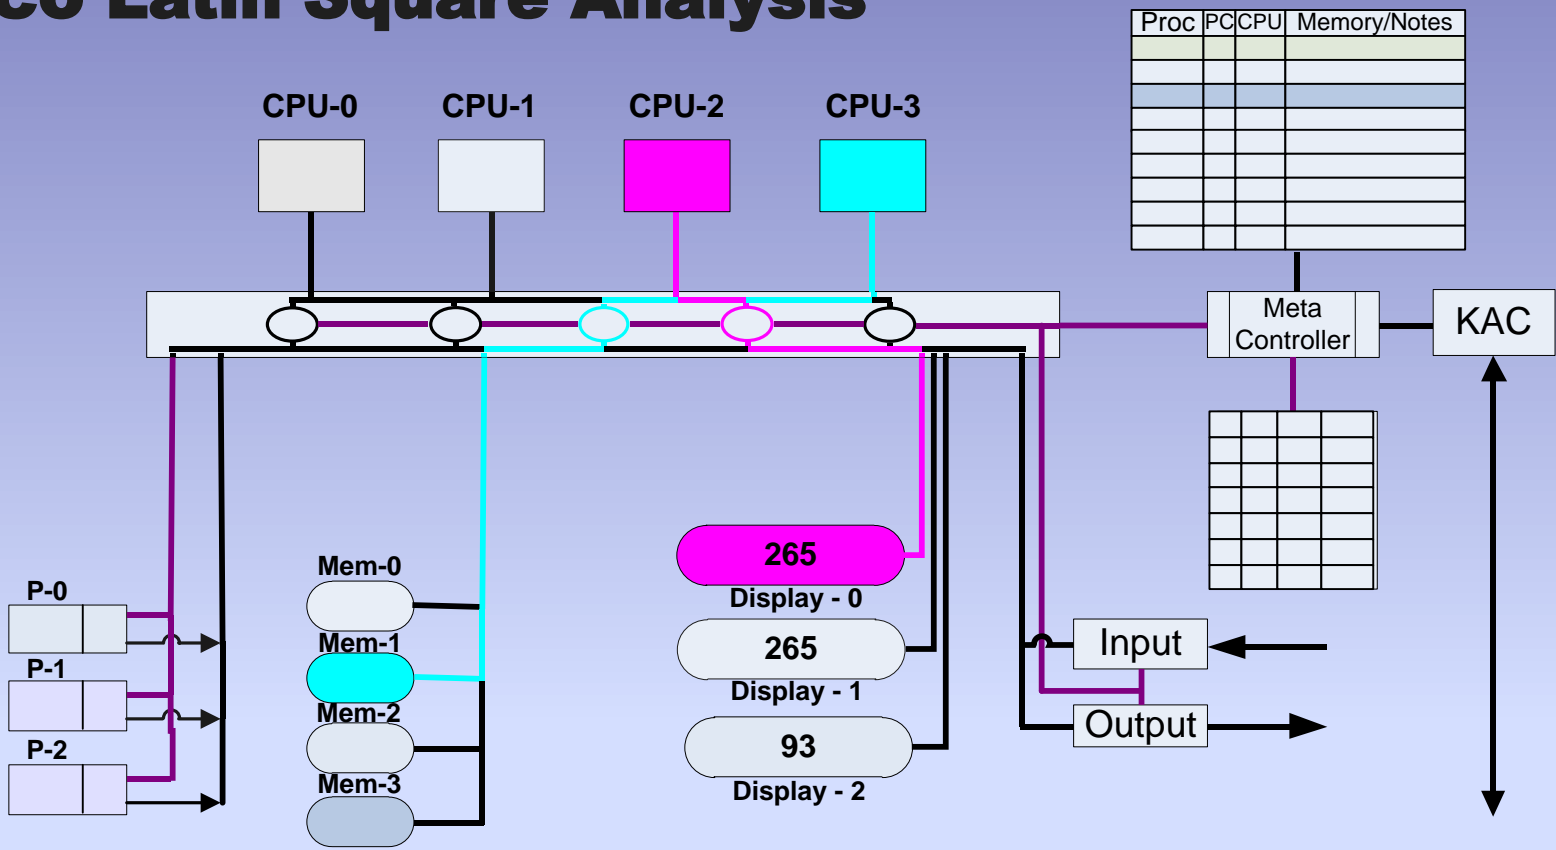 Latin Square Analysis
Proc PC CPU Memory/Notes
CPU-0 CPU-1 CPU-2 CPU-3
Meta
Controller
KAC
265
Display - 0
265
Display - 1
93
Display - 2
Mem-0
Mem-1
Mem-2
Mem-3
P-0
P-1
P-2
Input
Output